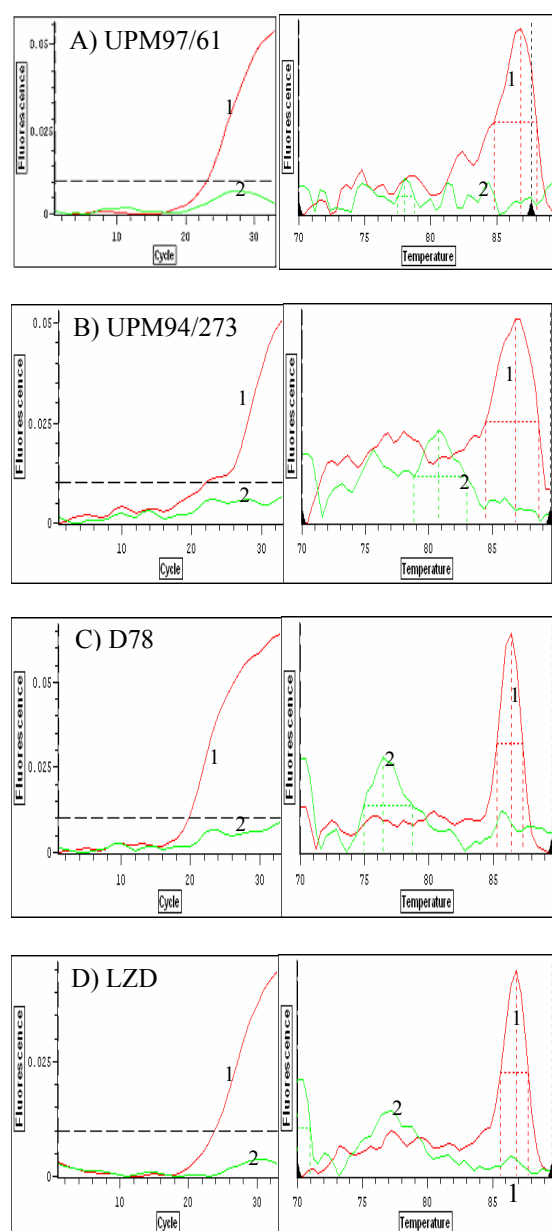 A) UPM97/61
Fluorescence
0.05
0.025
0
1
2
10 20 30
Cycle
Fluorescence
1
2
70 75 80 85
Temperature
B) UPM94/273
Fluorescence
0.05
0.025
0
1
2
10 20 30
Cycle
Fluorescence
1
2
70 75 80 85
Temperature
C) D78
Fluorescence
0.05
0.025
0
1
2
10 20 30
Cycle
Fluorescence
1
2
70 75 80 85
Temperature
D) LZD
Fluorescence
0.025
0
1
2
10 20 30
Cycle
Fluorescence
1
2
70 75 80 85
Temperature
1